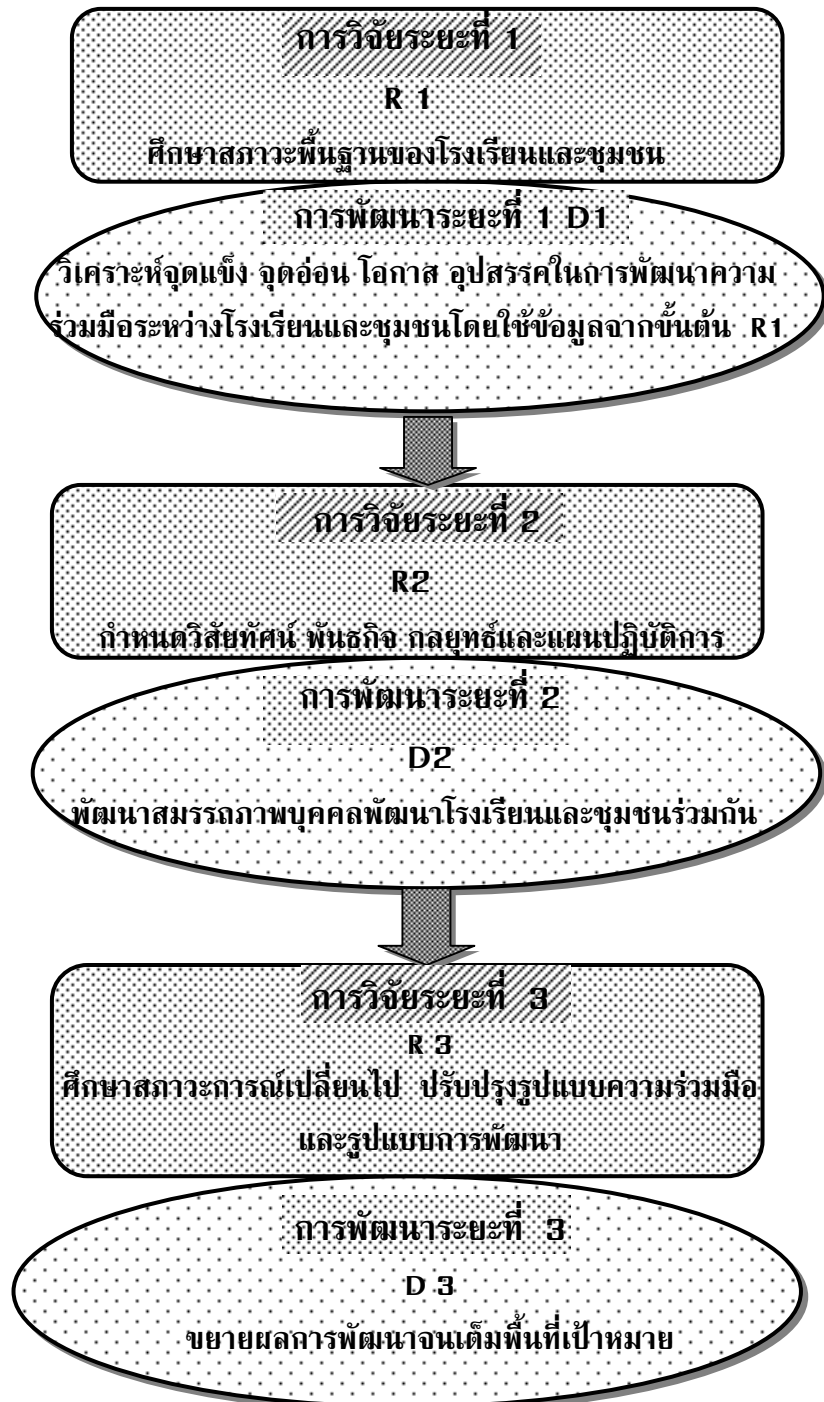 การวิจัยระยะที่ 1
R 1
ศึกษาสภาวะพื้นฐานของโรงเรียนและชุมชน
การพัฒนาระยะที่ 1 D1
วิเคราะห์จุดแข็ง จุดอ่อน โอกาส อุปสรรคในการพัฒนาความ
ร่วมมือระหว่างโรงเรียนและชุมชนโดยใช้ข้อมูลจากขั้นต้น R1
การวิจัยระยะที่ 2
R2
กำหนดวิสัยทัศน์ พันธกิจ กลยุทธ์และแผนปฏิบัติการ
การพัฒนาระยะที่ 2
D2
พัฒนาสมรรถภาพบุคคลพัฒนาโรงเรียนและชุมชนร่วมกัน
การวิจัยระยะที่ 3
R 3
ศึกษาสภาวะการณ์เปลี่ยนไป ปรับปรุงรูปแบบความร่วมมือ
และรูปแบบการพัฒนา
การพัฒนาระยะที่ 3
D 3
ขยายผลการพัฒนาจนเต็มพื้นที่เป้าหมาย